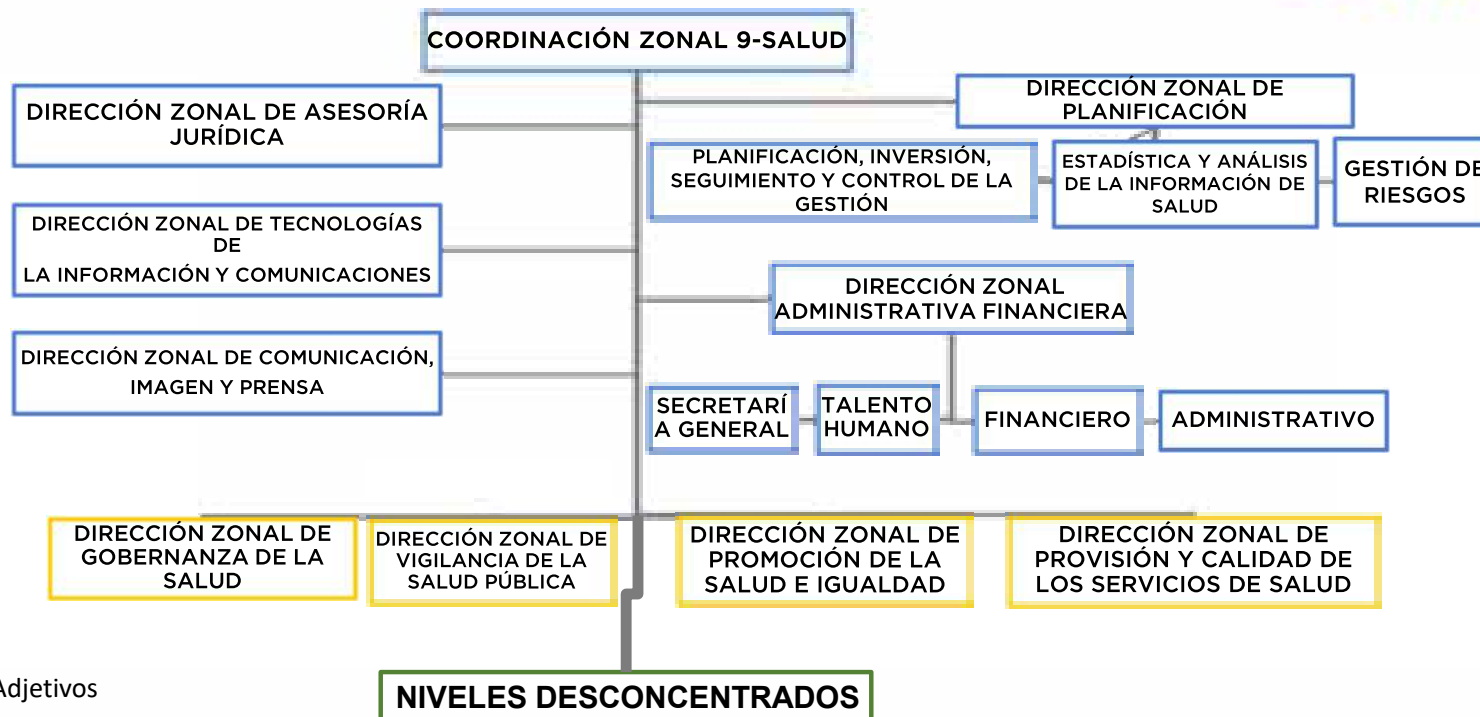 COORDINACIÓN ZONAL 9-SALUD
DIRECCIÓN ZONAL DE ASESORÍA
JURÍDICA
DIRECCIÓN ZONAL DE
PLANIFICACIÓN
PLANIFICACIÓN, INVERSIÓN,
SEGUIMIENTO Y CONTROL DE LA
GESTIÓN
ESTADÍSTICA Y ANÁLISIS
DE LA INFORMACIÓN DE
SALUD
GESTIÓN DE
RIESGOS
DIRECCIÓN ZONAL DE TECNOLOGÍAS
DE
LA INFORMACIÓN Y COMUNICACIONES
DIRECCIÓN ZONAL
ADMINISTRATIVA FINANCIERA
DIRECCIÓN ZONAL DE COMUNICACIÓN,
IMAGEN Y PRENSA
SECRETARÍ
A GENERAL
TALENTO
HUMANO
FINANCIERO
ADMINISTRATIVO
DIRECCIÓN ZONAL DE
GOBERNANZA DE LA
SALUD
DIRECCIÓN ZONAL DE
VIGILANCIA DE LA
SALUD PÚBLICA
DIRECCIÓN ZONAL DE
PROMOCIÓN DE LA
SALUD E IGUALDAD
DIRECCIÓN ZONAL DE
PROVISIÓN Y CALIDAD DE
LOS SERVICIOS DE SALUD
Adjetivos
NIVELES DESCONCENTRADOS